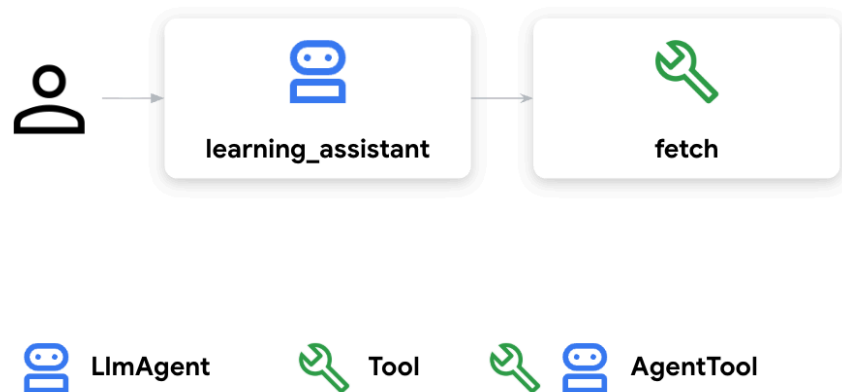 learning_assistant
fetch
LlmAgent
Tool
AgentTool